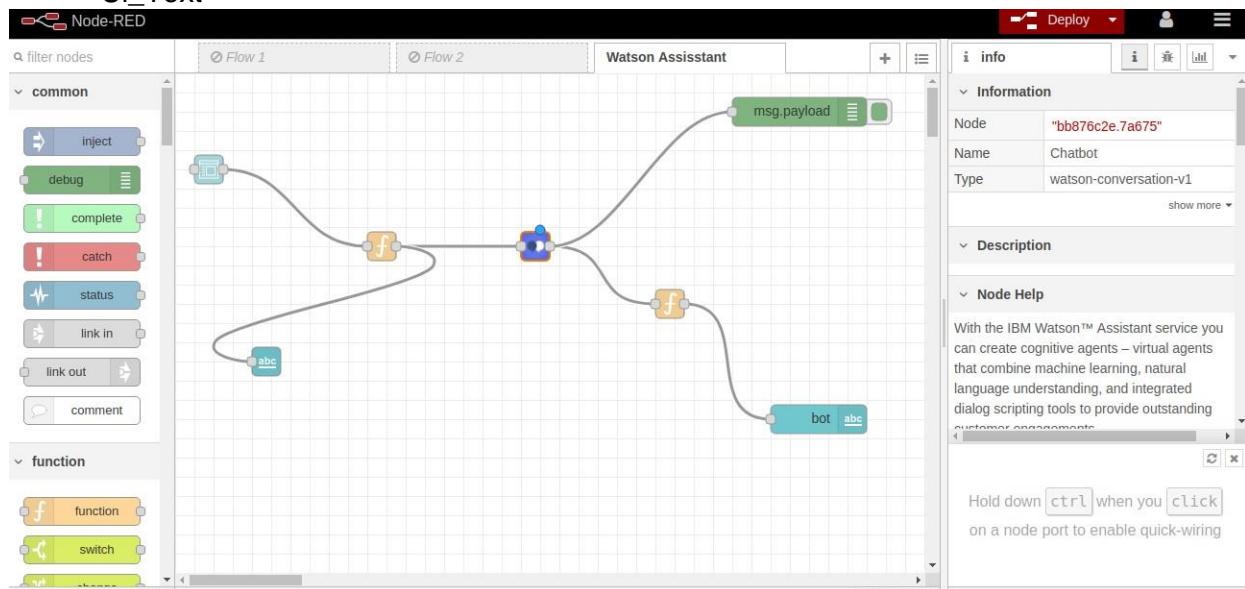 UI_Text
Node-RED
Deploy
filter nodes
Flow 1
Flow 2
Watson Assisstant
i info
i
common
inject
debug
complete
catch
status
link in
link out
comment
function
function
switch
change
msg.payload
f
f
abc
bot abc
Information
Node "bb876c2e.7a675"
Name Chatbot
Type watson-conversation-v1
show more
Description
Node Help
With the IBM Watson™ Assistant service you
can create cognitive agents – virtual agents
that combine machine learning, natural
language understanding, and integrated
dialog scripting tools to provide outstanding
customer engagements
Hold down ctrl when you click
on a node port to enable quick-wiring